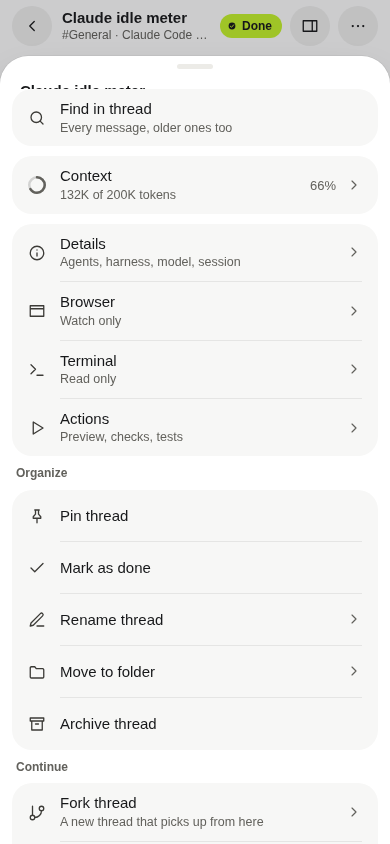 Claude idle meter
#General · Claude Code ...
Done
Claude idle meter
Find in thread
Every message, older ones too
Context
132K of 200K tokens
66%
Details
Agents, harness, model, session
Browser
Watch only
Terminal
Read only
Actions
Preview, checks, tests
Organize
Pin thread
Mark as done
Rename thread
Move to folder
Archive thread
Continue
Fork thread
A new thread that picks up from here